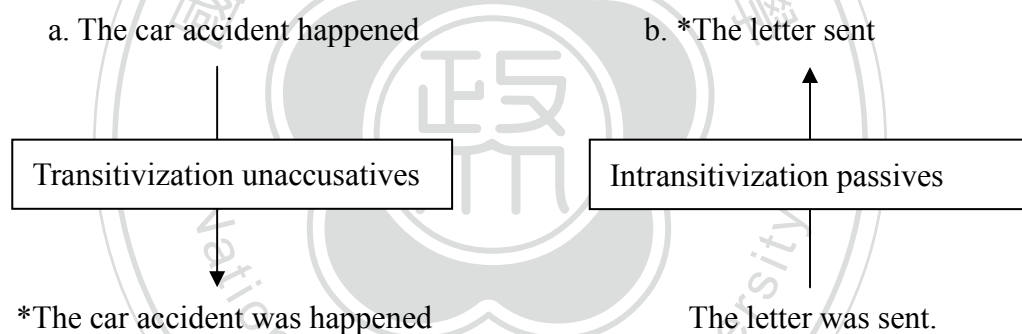 a. The car accident happened
b. *The letter sent
政
Transitivization unaccusatives
Intransitivization passives
*The car accident was happened
The letter was sent.